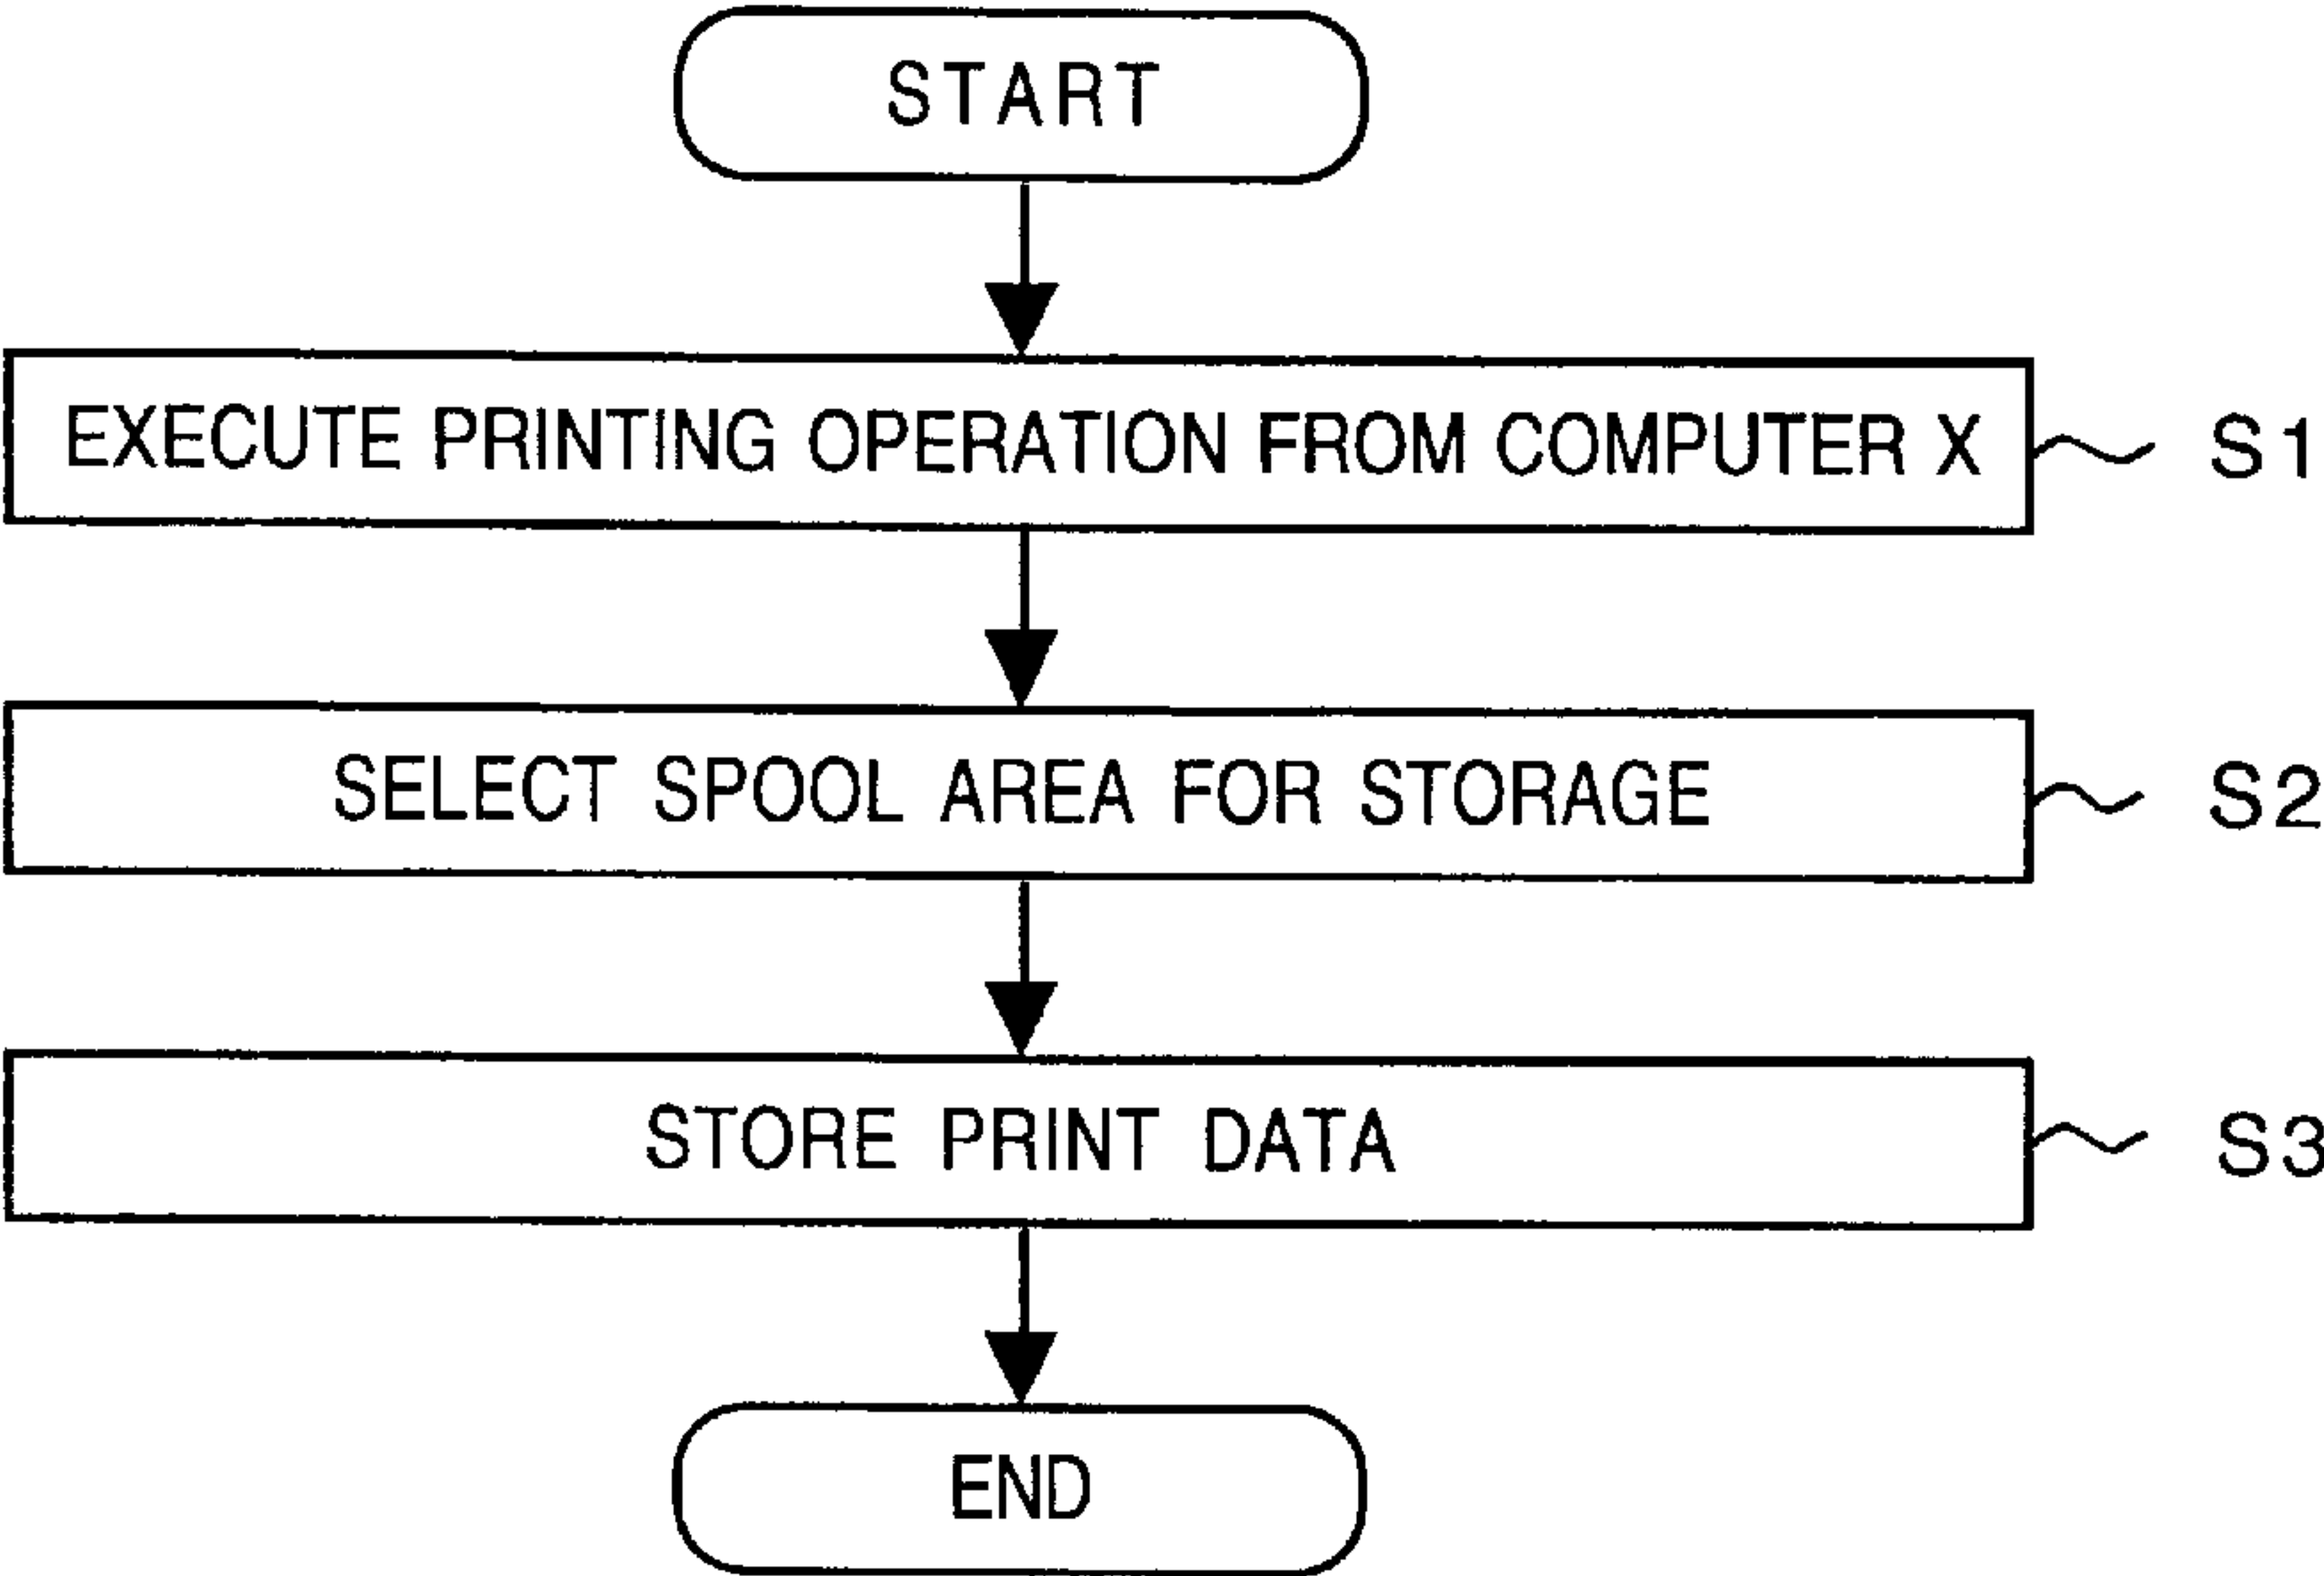 START
EXECUTE PRINTING OPERATION FROM COMPUTER X S1
SELECT SPOOL AREA FOR STORAGE S2
STORE PRINT DATA S3
END